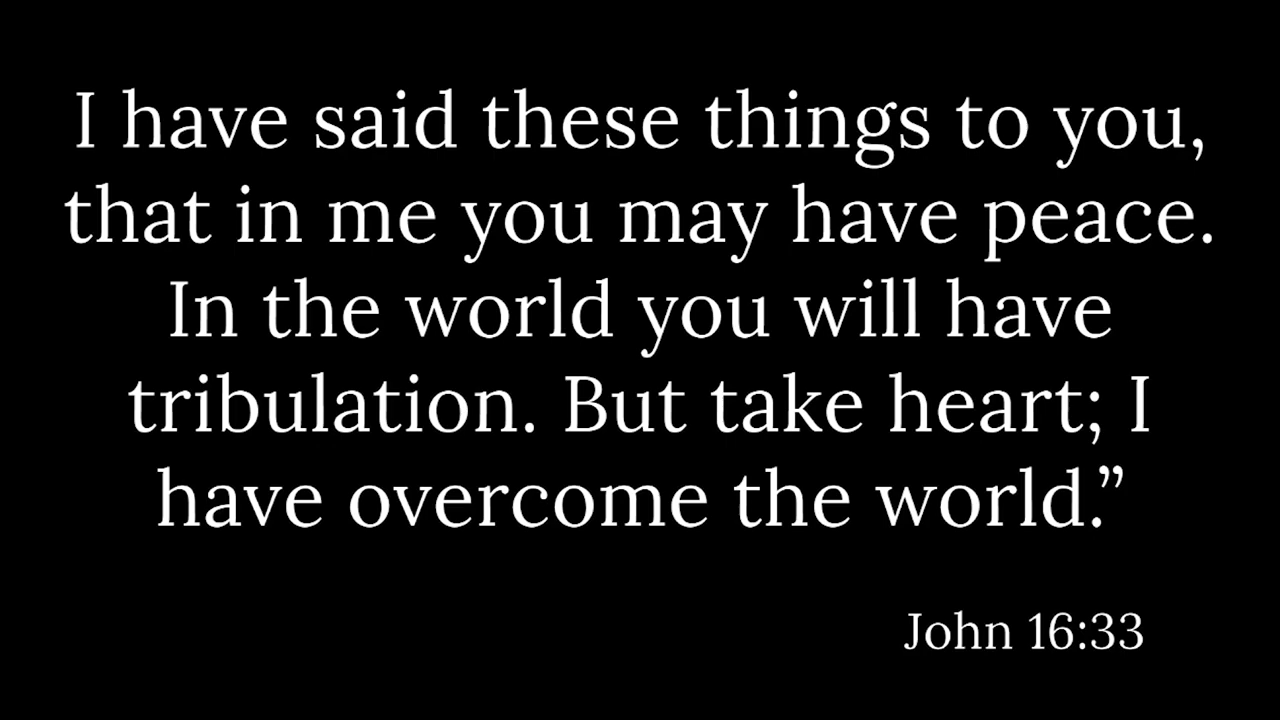 I have said these things to you,
that in me you may have peace.
In the world you will have
tribulation. But take heart; I
have overcome the world.”
John 16:33